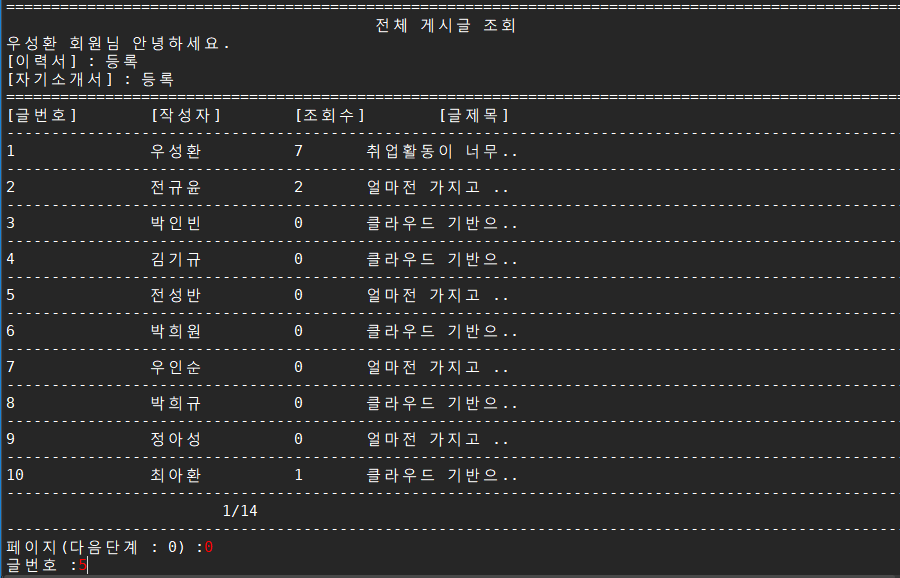 전체 게시글 조회
우성환 회원님 안녕하세요.
[이력서] : 등록
[자기소개서] : 등록
[글번호] [작성자] [조회수] [글제목]
1 우성환 7 취업활동이 너무..
2 전규윤 2 얼마전 가지고 ..
3 박인빈 0 클라우드 기반으..
4 김기규 0 클라우드 기반으..
5 전성반 0 얼마전 가지고 ..
6 박희원 0 클라우드 기반으..
7 우인순 0 얼마전 가지고 ..
8 박희규 0 클라우드 기반으..
9 정아성 0 얼마전 가지고 ..
10 최아환 1 클라우드 기반으..
1/14
페이지(다음단계 : 0) :0
글번호 :5